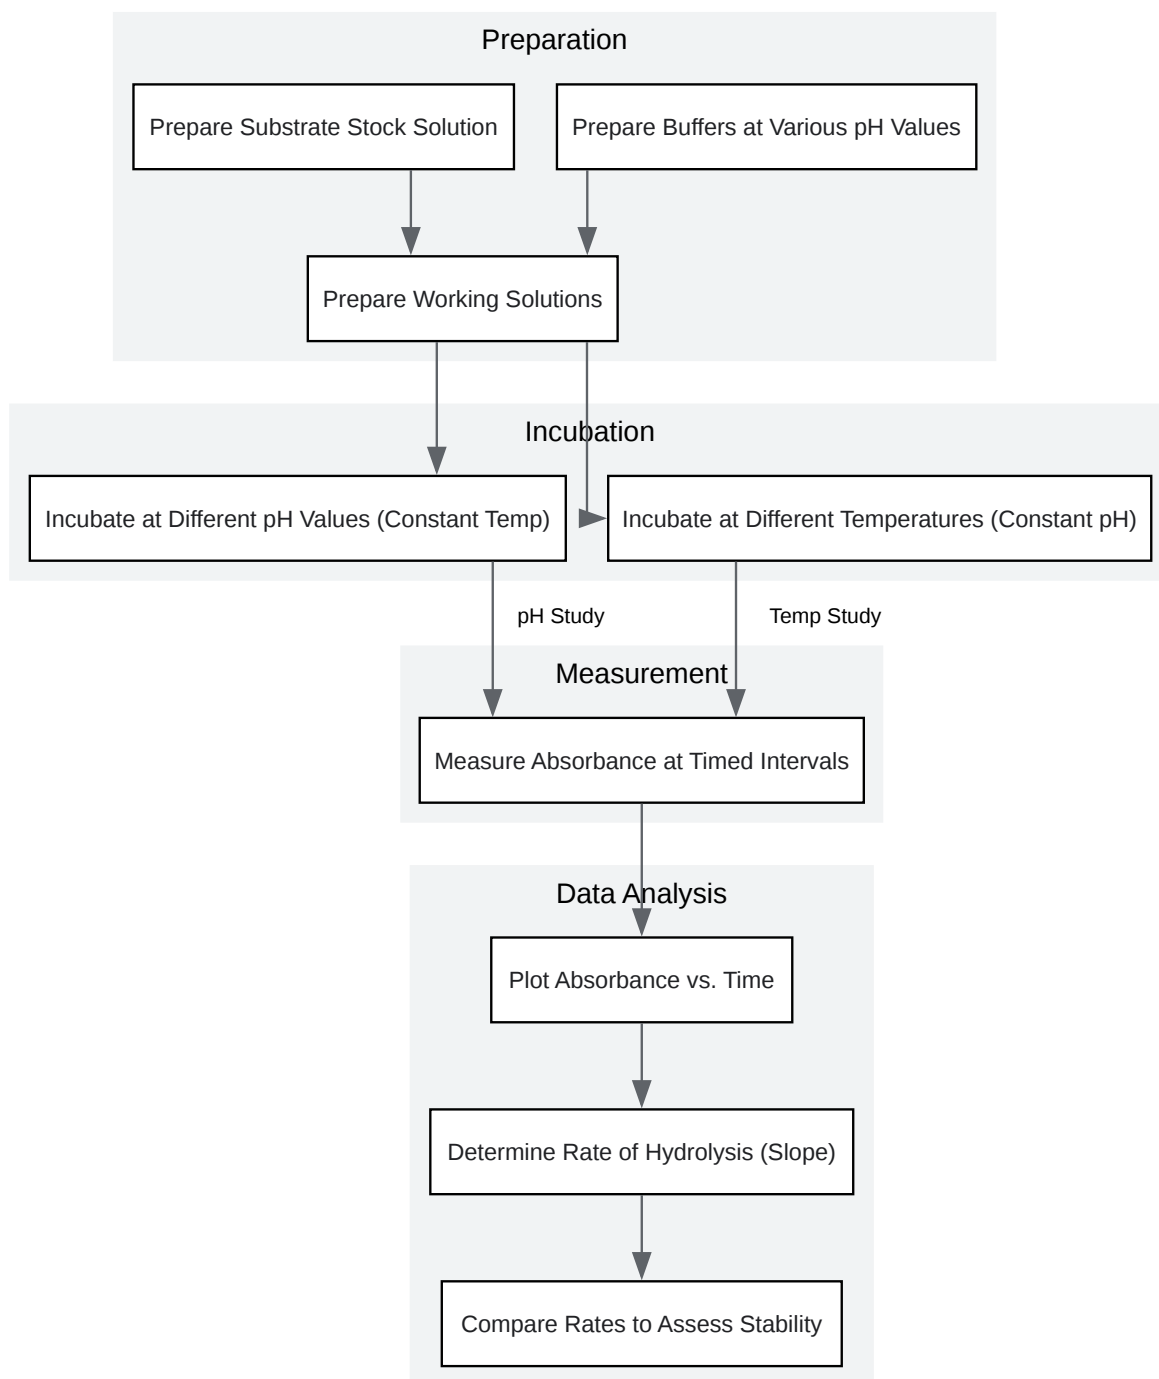 Preparation
Prepare Substrate Stock Solution
Prepare Buffers at Various pH Values
Prepare Working Solutions
Incubation
Incubate at Different pH Values (Constant Temp)
Incubate at Different Temperatures (Constant pH)
pH Study
Temp Study
Measurement
Measure Absorbance at Timed Intervals
Data Analysis
Plot Absorbance vs. Time
Determine Rate of Hydrolysis (Slope)
Compare Rates to Assess Stability